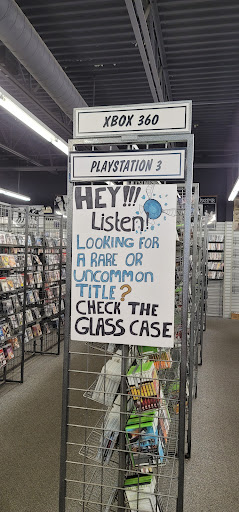 XBOX 360
PLAYSTATION 3
HEY!!!
Listen!
LOOKING FOR
A RARE OR
UNCOMMON
TITLE?
CHECK THE
GLASS CASE